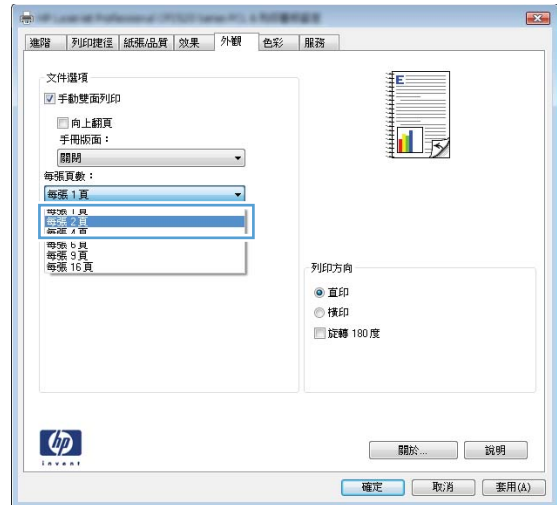 進階 列印捷徑 紙張/品質 效果 外觀 色彩 服務
文件選項
手動雙面列印
向上翻頁
手冊版面：
關閉
每張頁數：
每張 1 頁
每張 1 頁
每張 2 頁
每張 4 頁
每張 6 頁
每張 9 頁
每張 16 頁
E
列印方向
直印
橫印
旋轉 180 度
hp
invent
關於... 說明
確定 取消 套用(A)